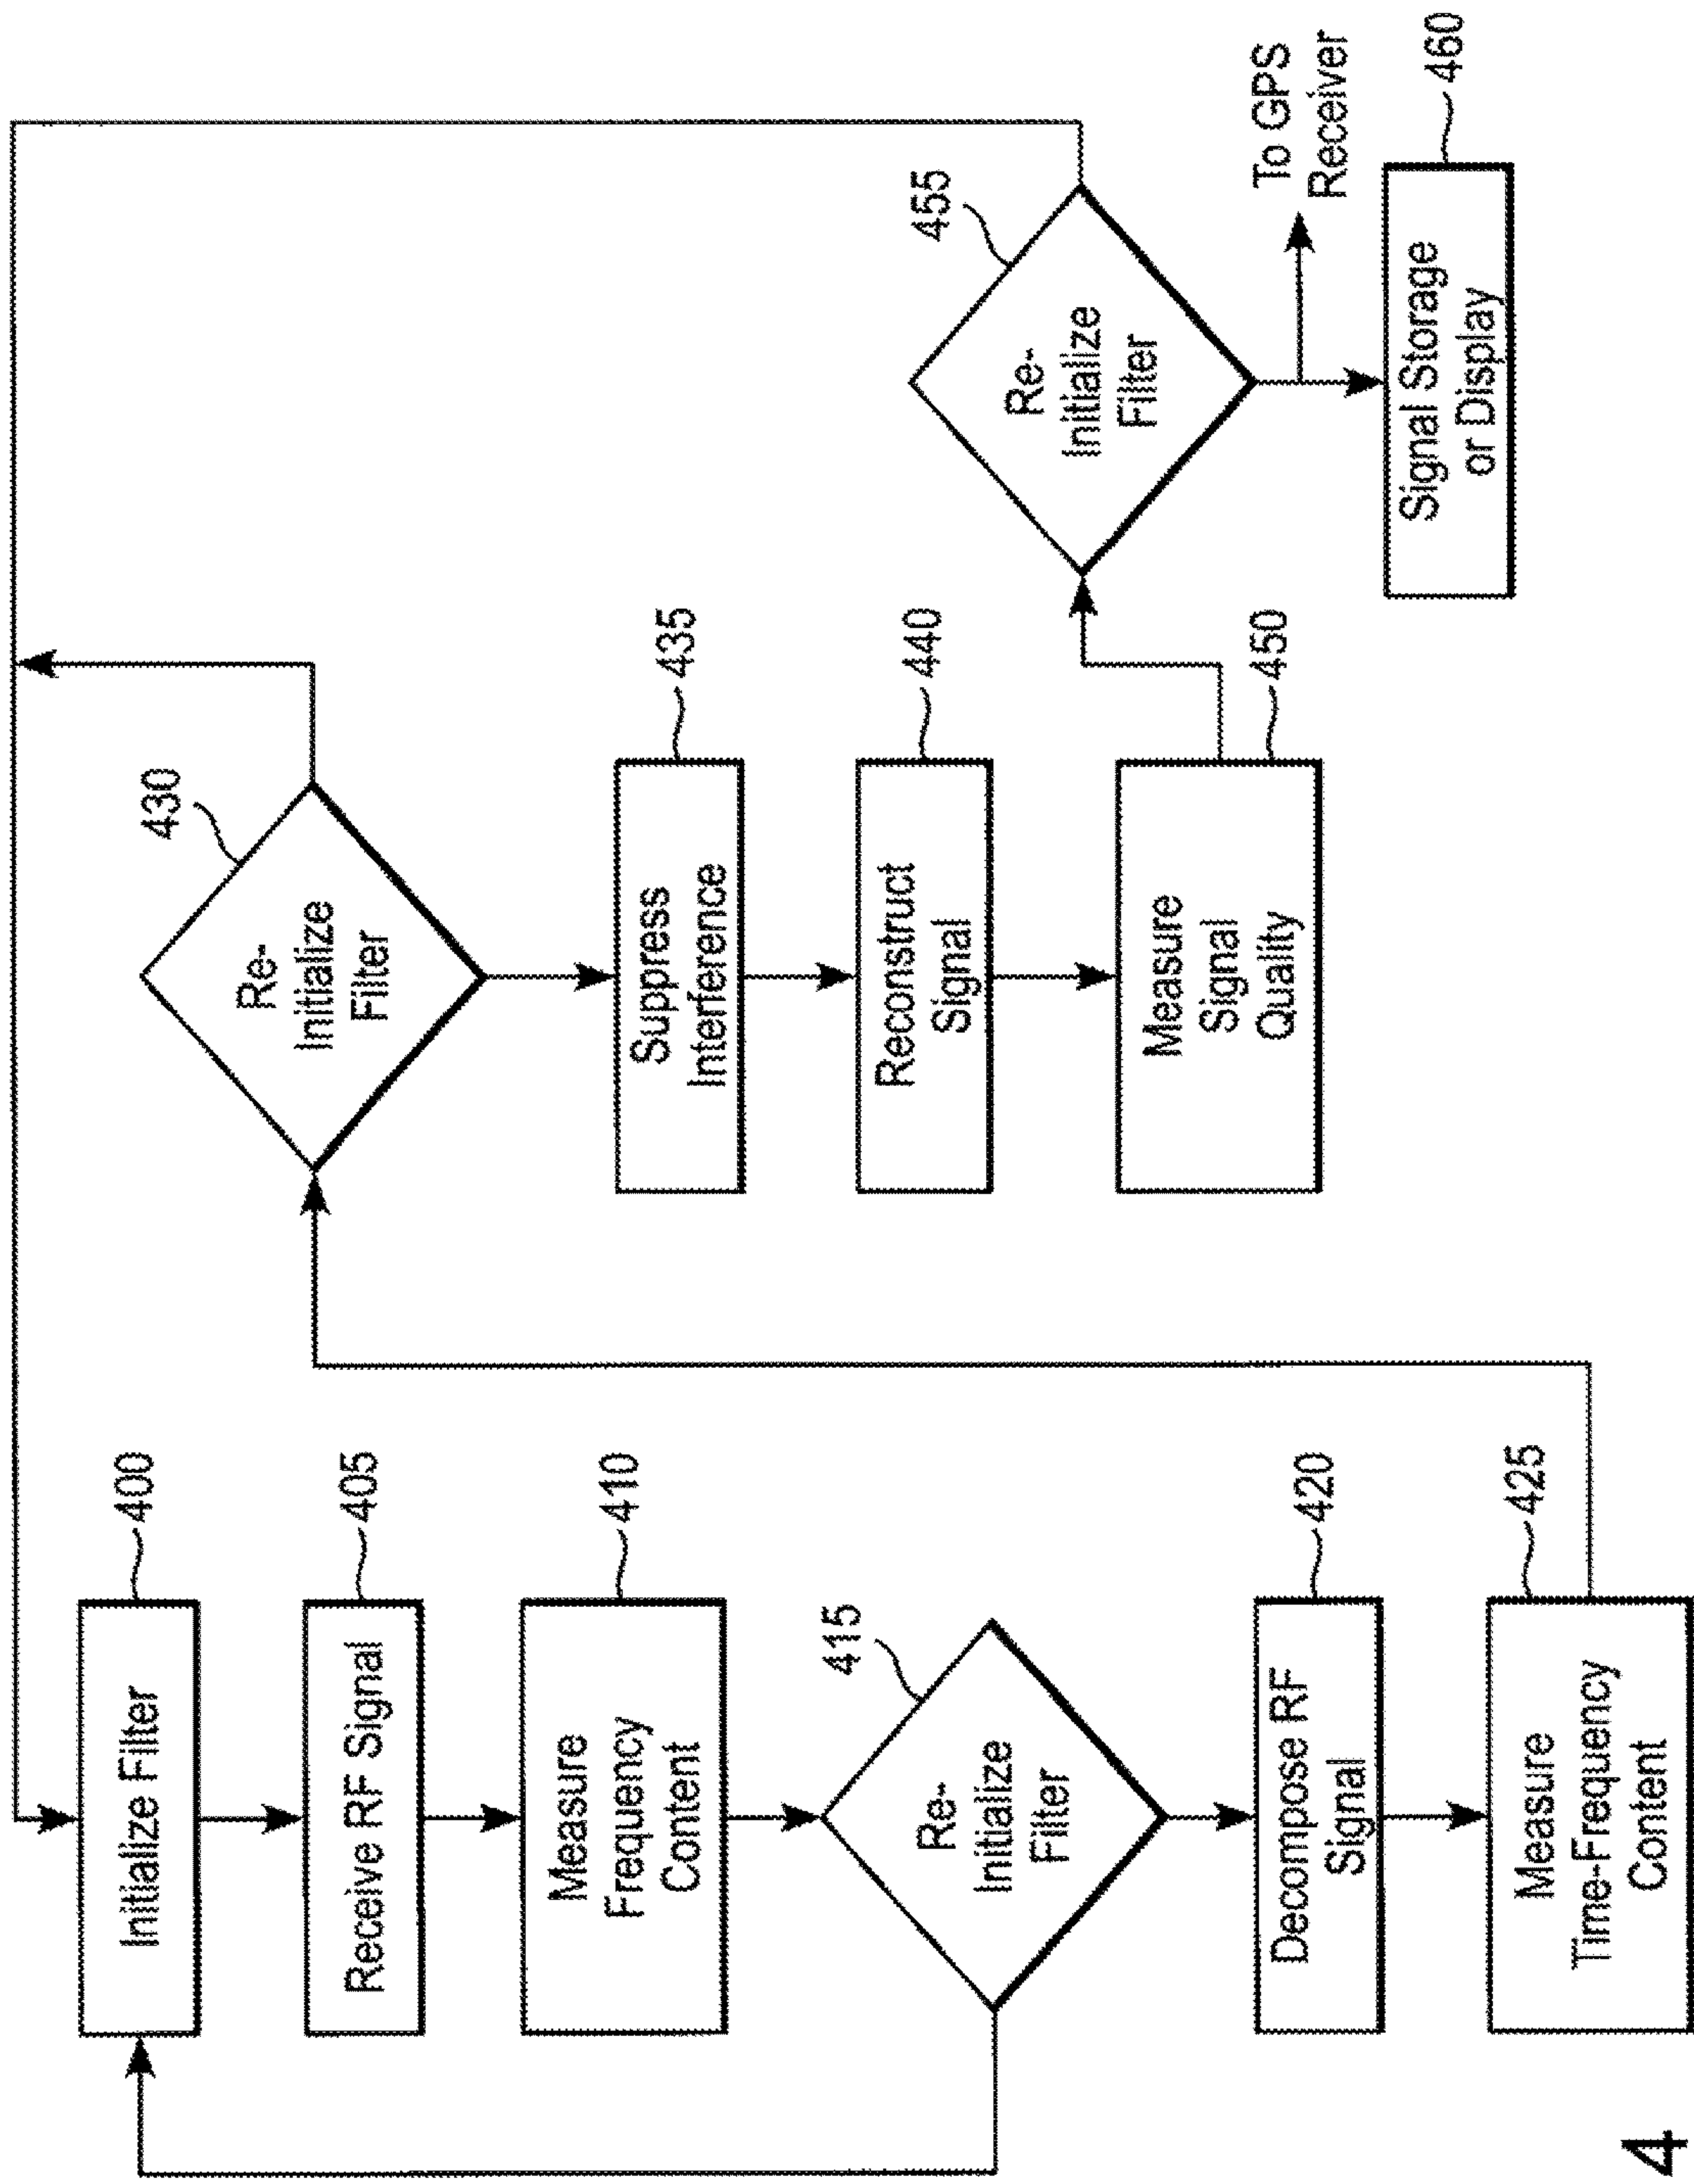 400
Initialize Filter
405
Receive RF Signal
410
Measure
Frequency
Content
415
Re-
Initialize
Filter
420
Decompose RF
Signal
425
Measure
Time-Frequency
Content
430
Re-
Initialize
Filter
435
Suppress
Interference
440
Reconstruct
Signal
450
Measure
Signal
Quality
455
Re-
Initialize
Filter
To GPS
Receiver
460
Signal Storage
or Display
4